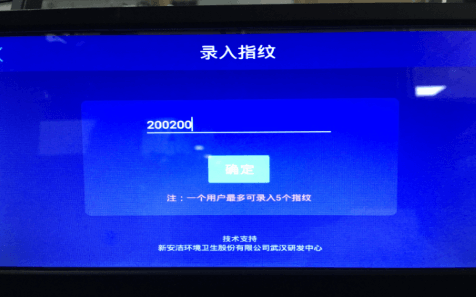 录入指纹
200200
确定
注：一个用户最多可录入5个指纹
技术支持
新安洁环境卫生股份有限公司武汉研发中心